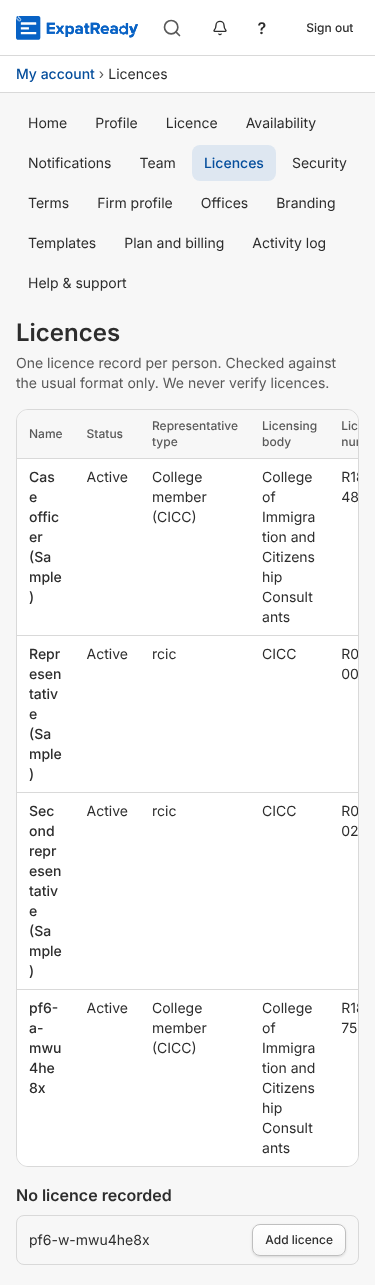 ExpatReady ? Sign out
My account › Licences
Home Profile Licence Availability
Notifications Team Licences Security
Terms Firm profile Offices Branding
Templates Plan and billing Activity log
Help & support
Licences
One licence record per person. Checked against
the usual format only. We never verify licences.
Name Status Representative type Licensing body
Cas
e
offic
er
(Sa
mple
)
Active
College
member
(CICC)
College
of
Immigra
tion and
Citizens
hip
Consult
ants
48
Repr
esen
tativ
e
(Sa
mple
)
Active
rcic
CICC
R0
00
Sec
ond
repr
esen
tativ
e
(Sa
mple
)
Active
rcic
CICC
R0
02
pf6-
a-
mwu
4he
8x
Active
College
member
(CICC)
College
of
Immigra
tion and
Citizens
hip
Consult
ants
75
No licence recorded
pf6-w-mwu4he8x Add licence